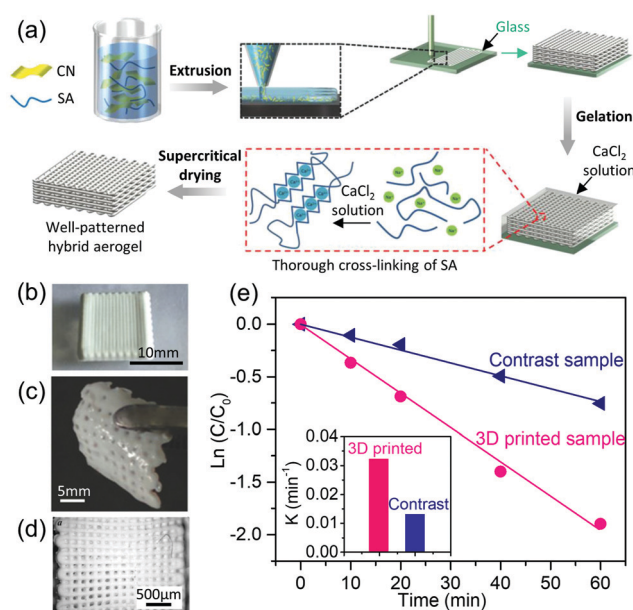 (a)
Glass
CN
SA
Extrusion
Gelation
CaCl₂
solution
Supercritical
drying
CaCl₂
solution
Well-patterned
hybrid aerogel
Thorough cross-linking of SA
(b)
10mm
(c)
5mm
(d)
500μm
(e)
Ln (C/C₀)
0.0
-0.5
-1.0
-1.5
-2.0
Contrast sample
3D printed sample
K (min⁻¹)
0.04
0.03
0.02
0.01
0.00
3D printed
Contrast
0 10 20 30 40 50 60
Time (min)